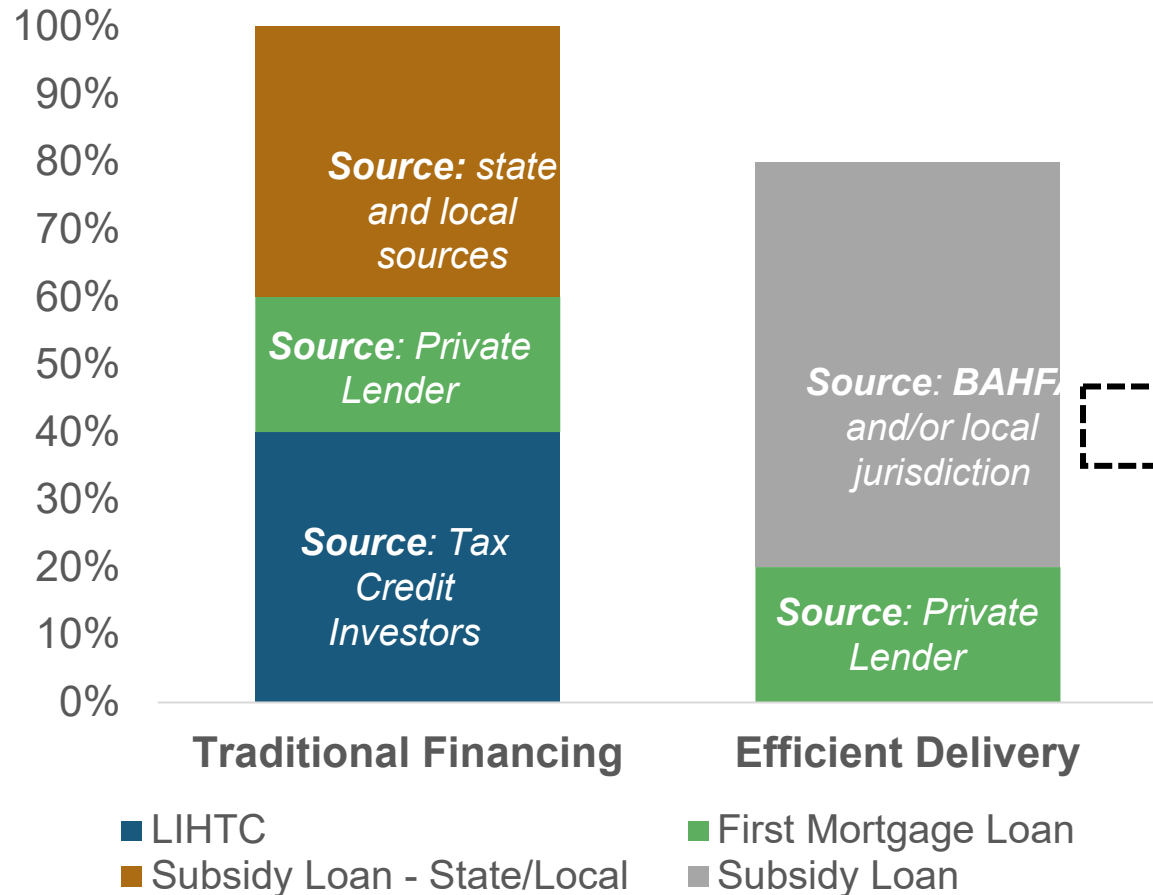 100%
90%
80%
70%
60%
50%
40%
30%
20%
10%
0%
Source: state
and local
sources
Source: Private
Lender
Source: Tax
Credit
Investors
Source: BAHFA
and/or local
jurisdiction
Source: Private
Lender
Traditional Financing
Efficient Delivery
LIHTC
First Mortgage Loan
Subsidy Loan - State/Local
Subsidy Loan